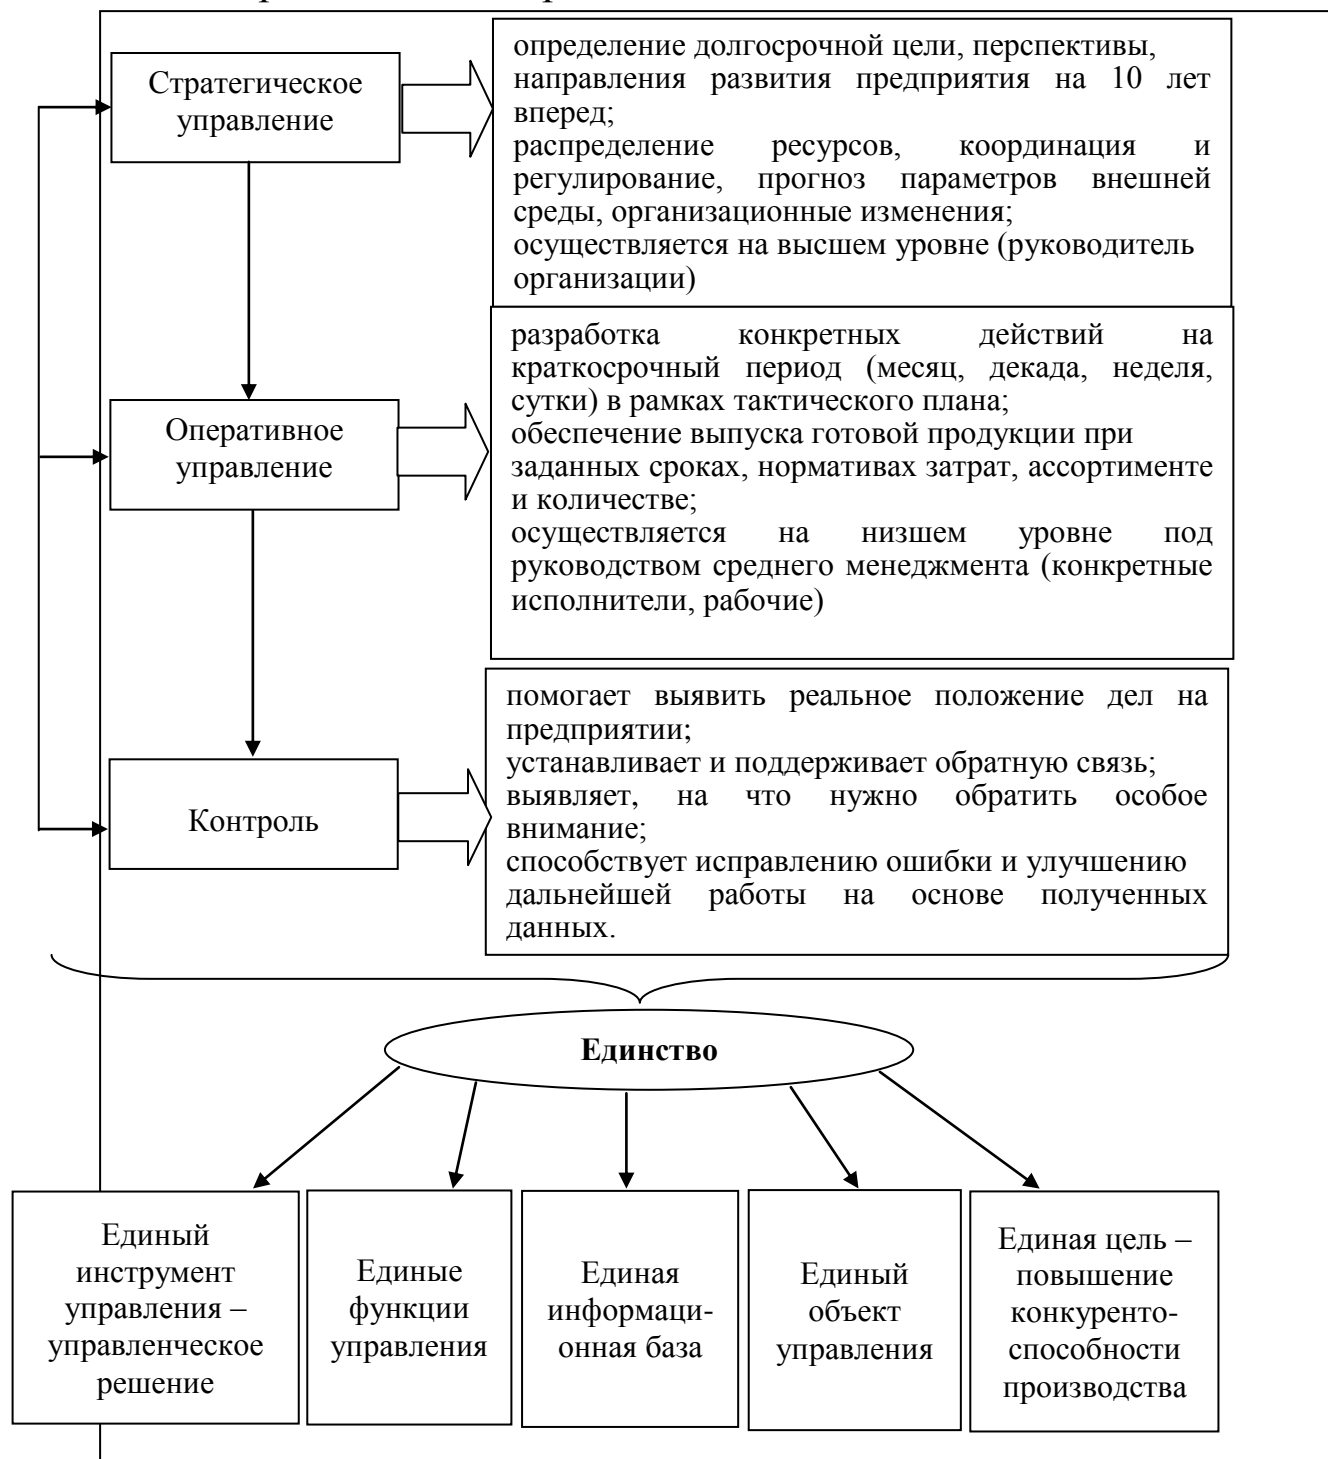 Стратегическое
управление
определение долгосрочной цели, перспективы,
направления развития предприятия на 10 лет
вперед;
распределение ресурсов, координация и
регулирование, прогноз параметров внешней
среды, организационные изменения;
осуществляется на высшем уровне (руководитель
организации)
Оперативное
управление
разработка конкретных действий на
краткосрочный период (месяц, декада, неделя,
сутки) в рамках тактического плана;
обеспечение выпуска готовой продукции при
заданных сроках, нормативах затрат, ассортименте
и количестве;
осуществляется на низшем уровне под
руководством среднего менеджмента (конкретные
исполнители, рабочие)
Контроль
помогает выявить реальное положение дел на
предприятии;
устанавливает и поддерживает обратную связь;
выявляет, на что нужно обратить особое
внимание;
способствует исправлению ошибки и улучшению
дальнейшей работы на основе полученных
данных.
Единство
Единый
инструмент
управления –
управленческое
решение
Единые
функции
управления
Единая
информаци-
онная база
Единый
объект
управления
Единая цель –
повышение
конкуренто-
способности
производства